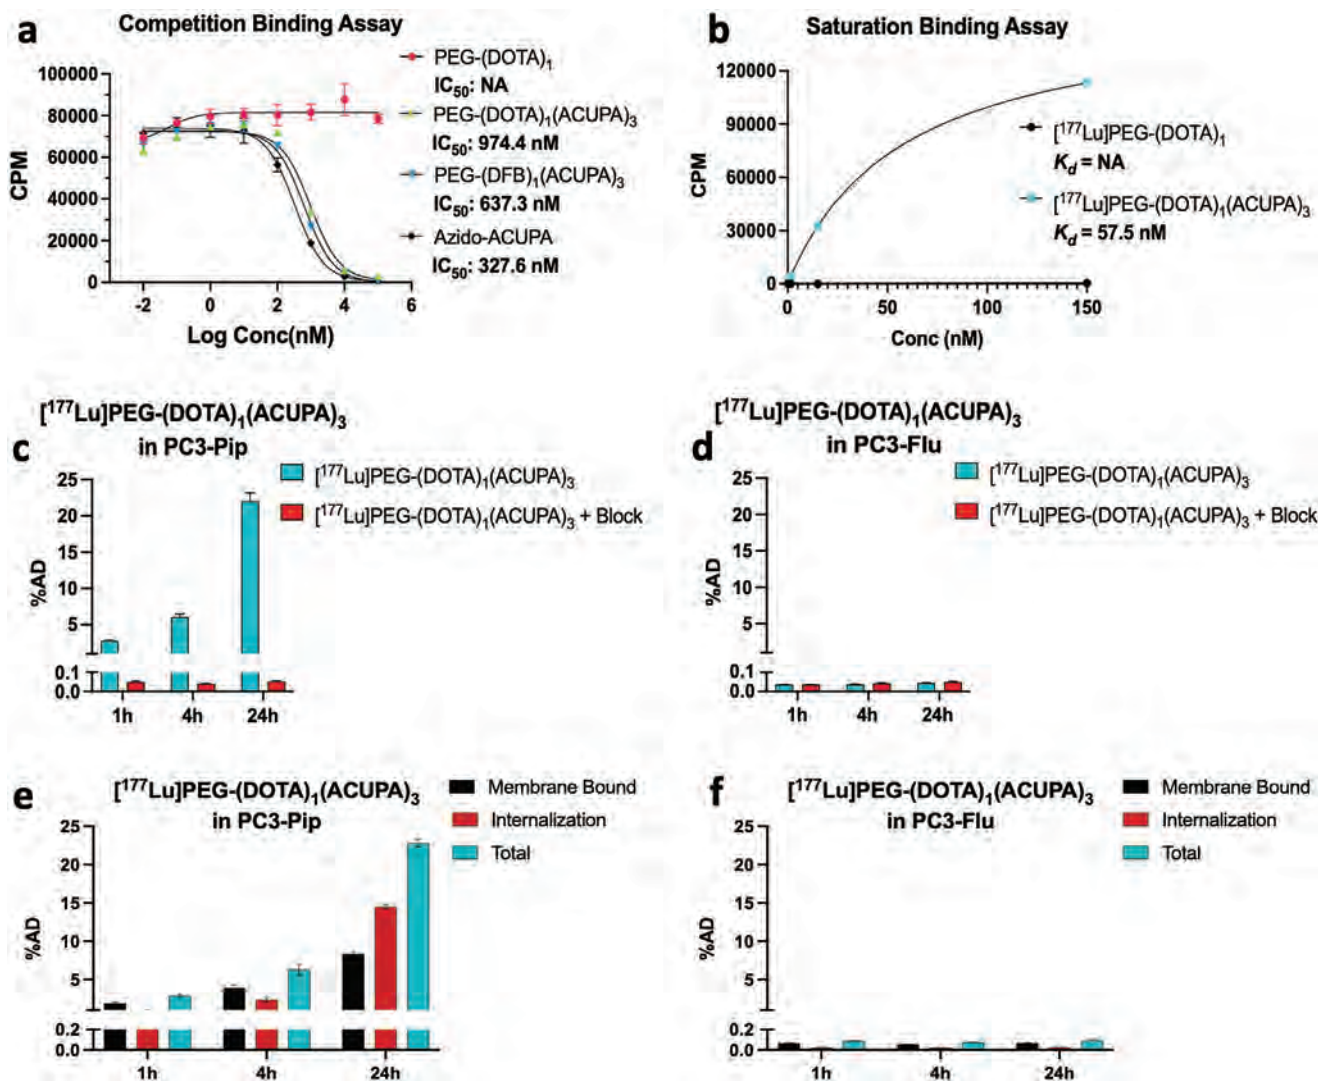 a Competition Binding Assay
CPM
100000
80000
60000
40000
20000
0
-2 0 2 4 6
Log Conc(nM)
PEG-(DOTA)₁
IC₅₀: NA
PEG-(DOTA)₁(ACUPA)₃
IC₅₀: 974.4 nM
PEG-(DFB)₁(ACUPA)₃
IC₅₀: 637.3 nM
Azido-ACUPA
IC₅₀: 327.6 nM
b Saturation Binding Assay
CPM
120000
90000
60000
30000
0
0 50 100 150
Conc (nM)
[¹⁷⁷Lu]PEG-(DOTA)₁
K_d = NA
[¹⁷⁷Lu]PEG-(DOTA)₁(ACUPA)₃
K_d = 57.5 nM
[¹⁷⁷Lu]PEG-(DOTA)₁(ACUPA)₃
c in PC3-Pip
[¹⁷⁷Lu]PEG-(DOTA)₁(ACUPA)₃
[¹⁷⁷Lu]PEG-(DOTA)₁(ACUPA)₃ + Block
%AD
25
20
15
10
5
0.1
0.0
1h 4h 24h
[¹⁷⁷Lu]PEG-(DOTA)₁(ACUPA)₃
d in PC3-Flu
[¹⁷⁷Lu]PEG-(DOTA)₁(ACUPA)₃
[¹⁷⁷Lu]PEG-(DOTA)₁(ACUPA)₃ + Block
%AD
25
20
15
10
5
0.1
0.0
1h 4h 24h
e [¹⁷⁷Lu]PEG-(DOTA)₁(ACUPA)₃
in PC3-Pip
Membrane Bound
Internalization
Total
%AD
25
20
15
10
5
0.2
0.0
1h 4h 24h
f [¹⁷⁷Lu]PEG-(DOTA)₁(ACUPA)₃
in PC3-Flu
Membrane Bound
Internalization
Total
%AD
25
20
15
10
5
0.2
0.0
1h 4h 24h